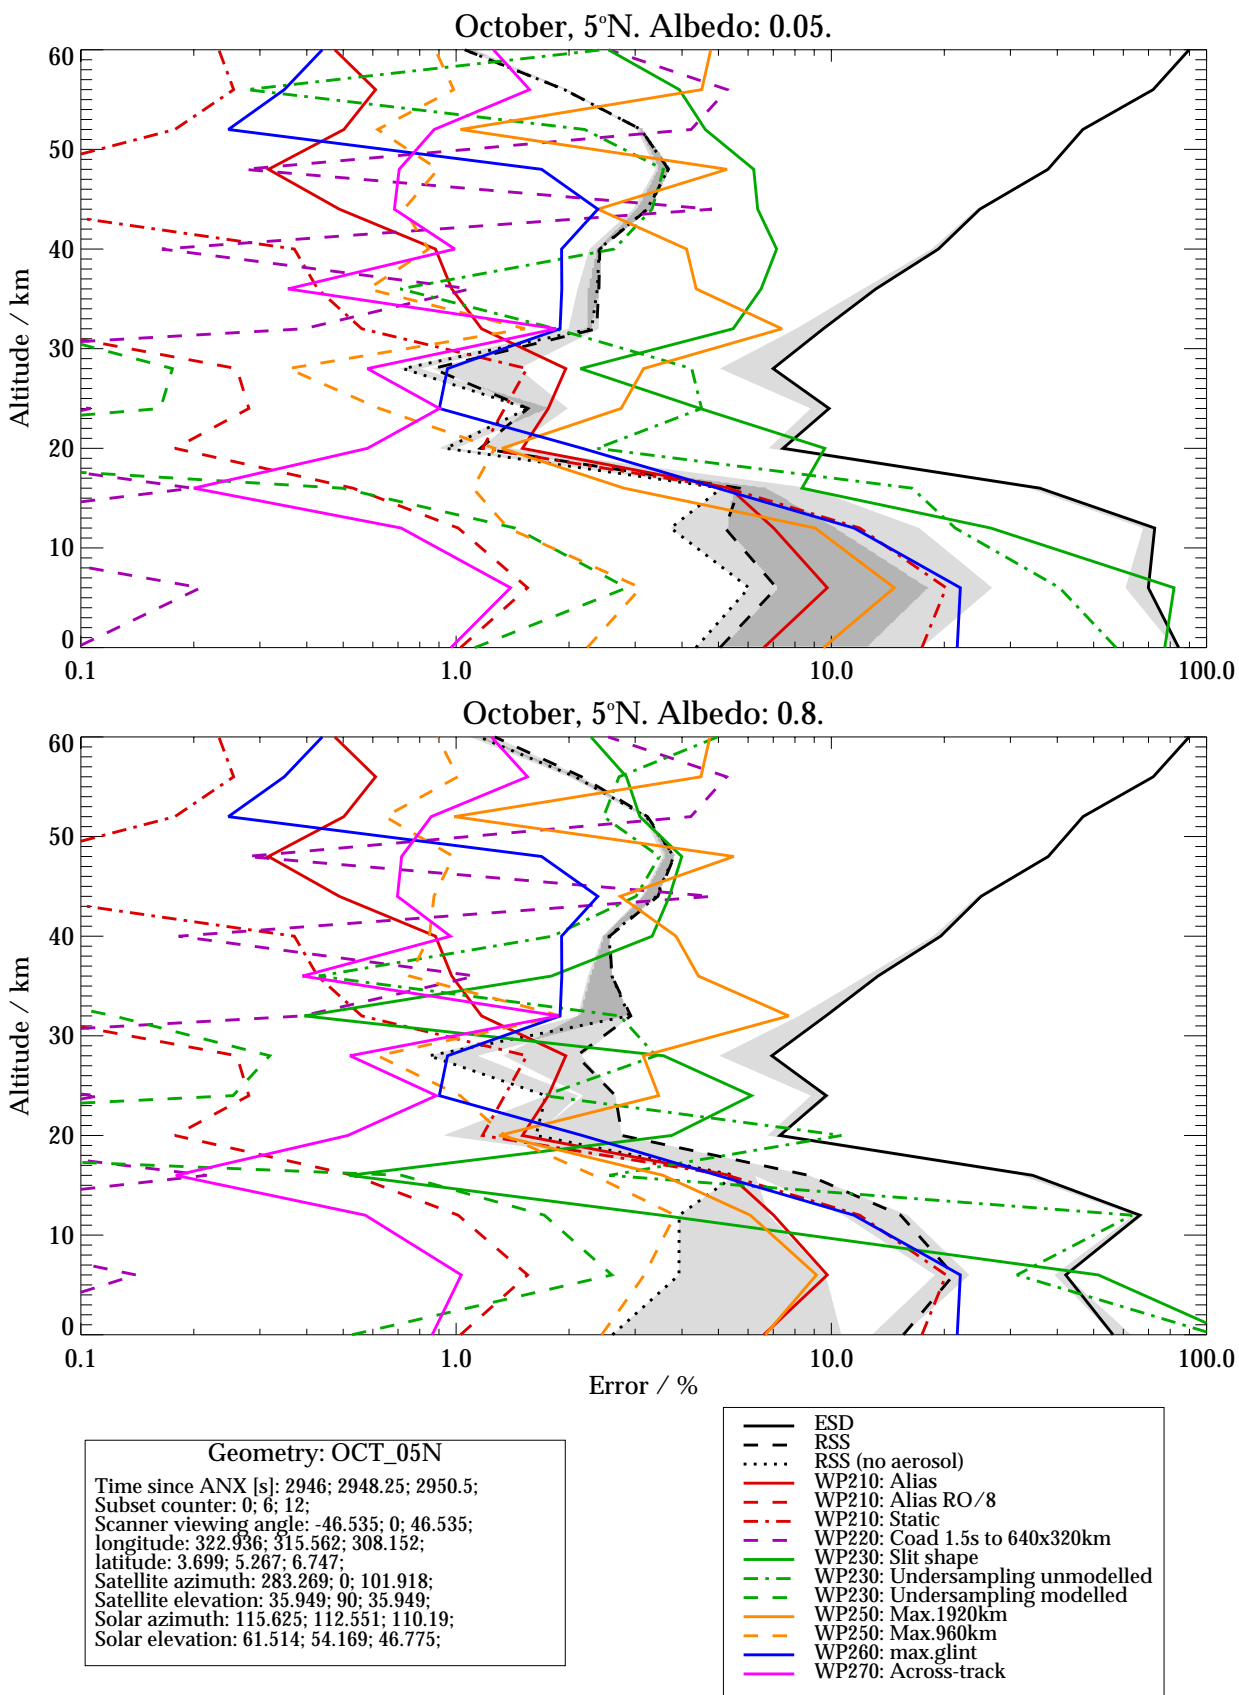 October, 5°N. Albedo: 0.05.
60
50
40
30
20
10
0
Altitude / km
0.1 1.0 10.0 100.0
October, 5°N. Albedo: 0.8.
60
50
40
30
20
10
0
Altitude / km
0.1 1.0 10.0 100.0
Error / %
Geometry: OCT_05N
Time since ANX [s]: 2946; 2948.25; 2950.5;
Subset counter: 0; 6; 12;
Scanner viewing angle: -46.535; 0; 46.535;
longitude: 322.936; 315.562; 308.152;
latitude: 3.699; 5.267; 6.747;
Satellite azimuth: 283.269; 0; 101.918;
Satellite elevation: 35.949; 90; 35.949;
Solar azimuth: 115.625; 112.551; 110.19;
Solar elevation: 61.514; 54.169; 46.775;
ESD
RSS
RSS (no aerosol)
WP210: Alias
WP210: Alias RO/8
WP210: Static
WP220: Coad 1.5s to 640x320km
WP230: Slit shape
WP230: Undersampling unmodelled
WP230: Undersampling modelled
WP250: Max.1920km
WP250: Max.960km
WP260: max.glint
WP270: Across-track